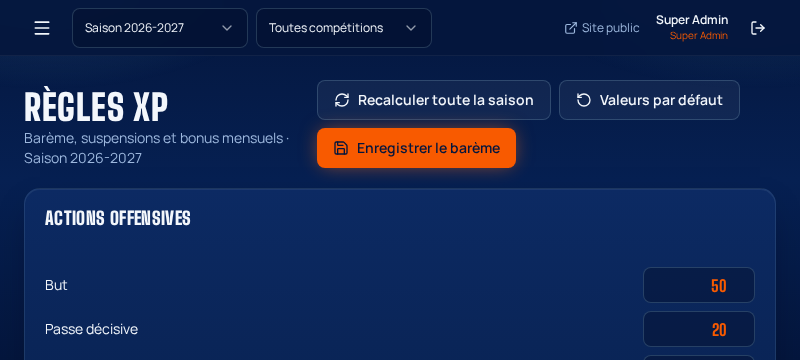 Saison 2026-2027
Toutes compétitions
Site public
Super Admin
Super Admin
RÈGLES XP
Barème, suspensions et bonus mensuels ·
Saison 2026-2027
Recalculer toute la saison
Valeurs par défaut
Enregistrer le barème
ACTIONS OFFENSIVES
But 50
Passe décisive 20